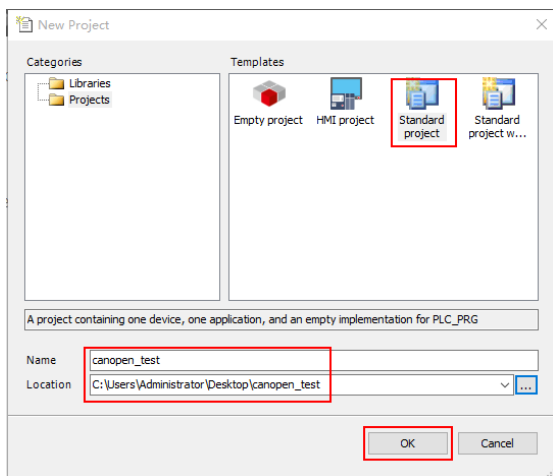 New Project
Categories
Templates
Libraries
Projects
Empty project
HMI project
Standard
project
Standard
project w...
A project containing one device, one application, and an empty implementation for PLC_PRG
Name
canopen_test
Location
C:\Users\Administrator\Desktop\canopen_test
...
OK
Cancel